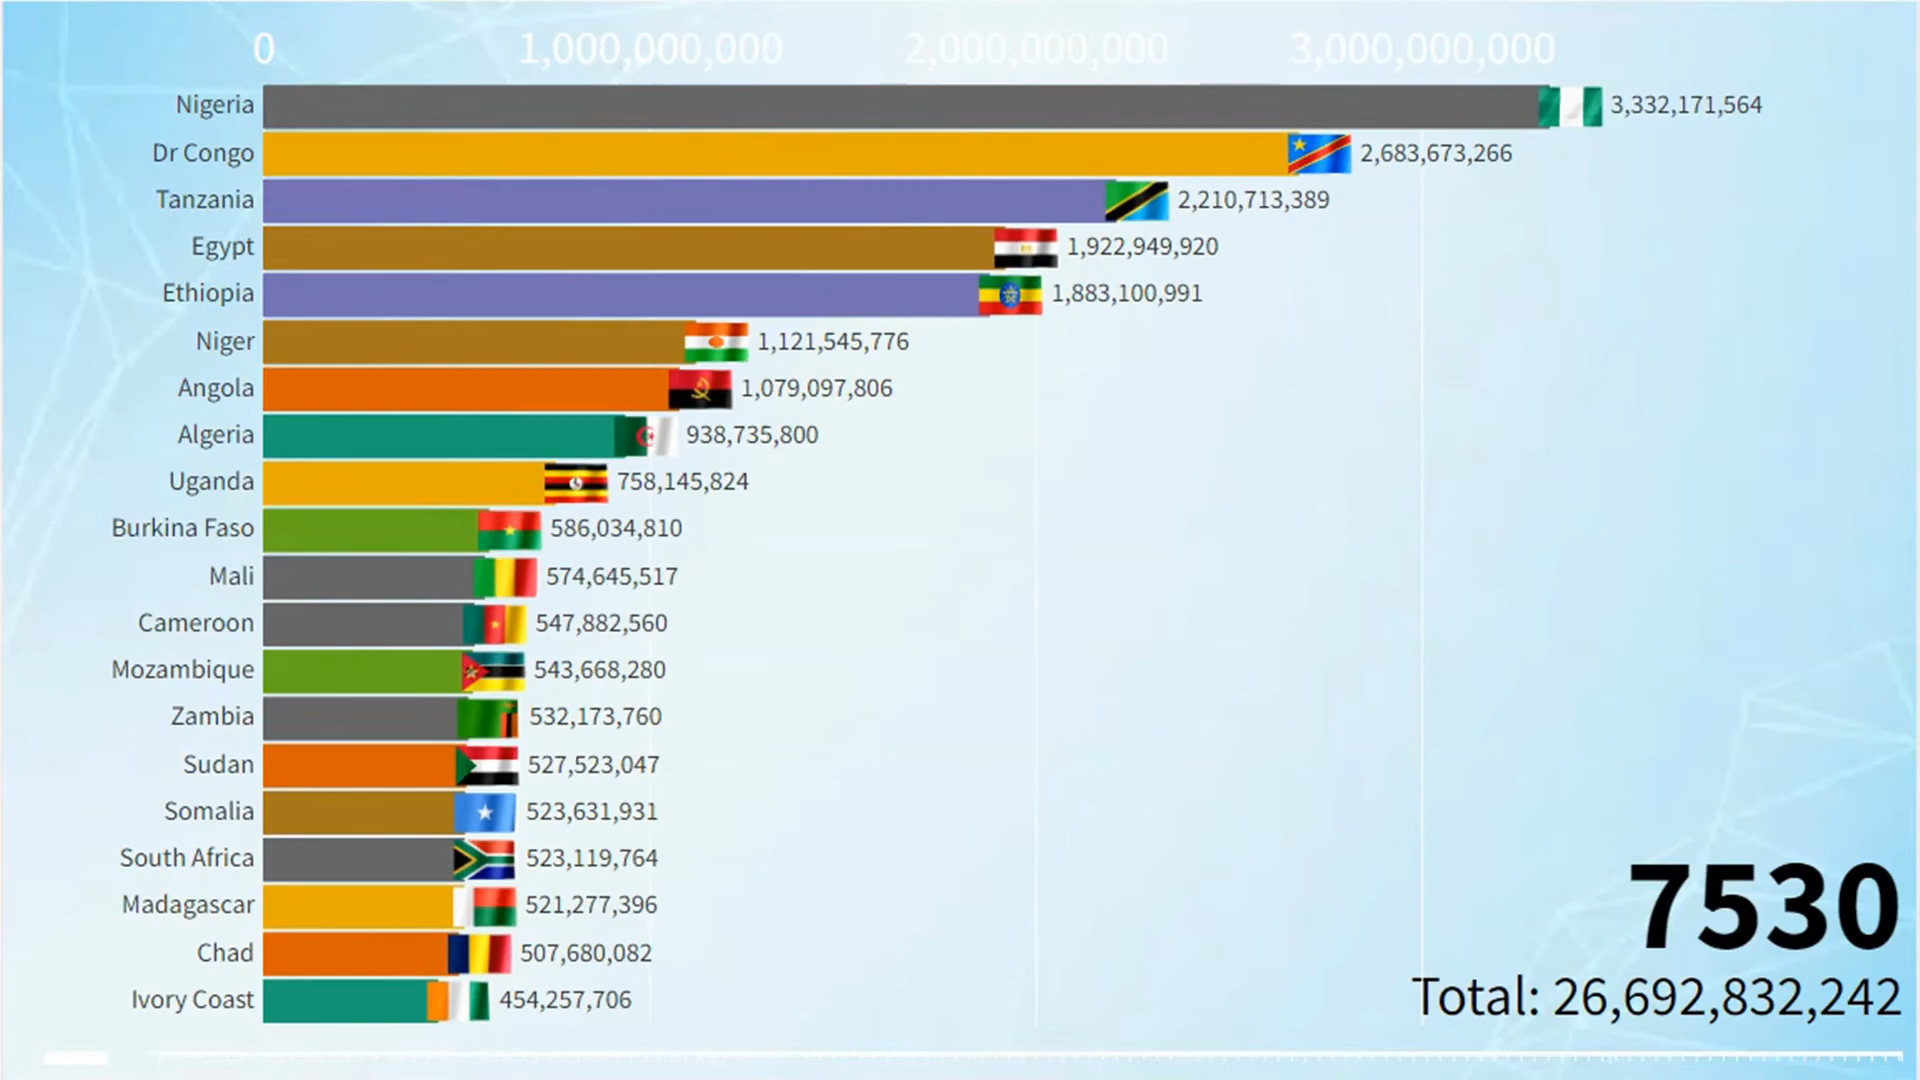 0 1,000,000,000 2,000,000,000 3,000,000,000
Nigeria 3,332,171,564
Dr Congo 2,683,673,266
Tanzania 2,210,713,389
Egypt 1,922,949,920
Ethiopia 1,883,100,991
Niger 1,121,545,776
Angola 1,079,097,806
Algeria 938,735,800
Uganda 758,145,824
Burkina Faso 586,034,810
Mali 574,645,517
Cameroon 547,882,560
Mozambique 543,668,280
Zambia 532,173,760
Sudan 527,523,047
Somalia 523,631,931
South Africa 523,119,764
Madagascar 521,277,396
Chad 507,680,082
Ivory Coast 454,257,706
7530
Total: 26,692,832,242